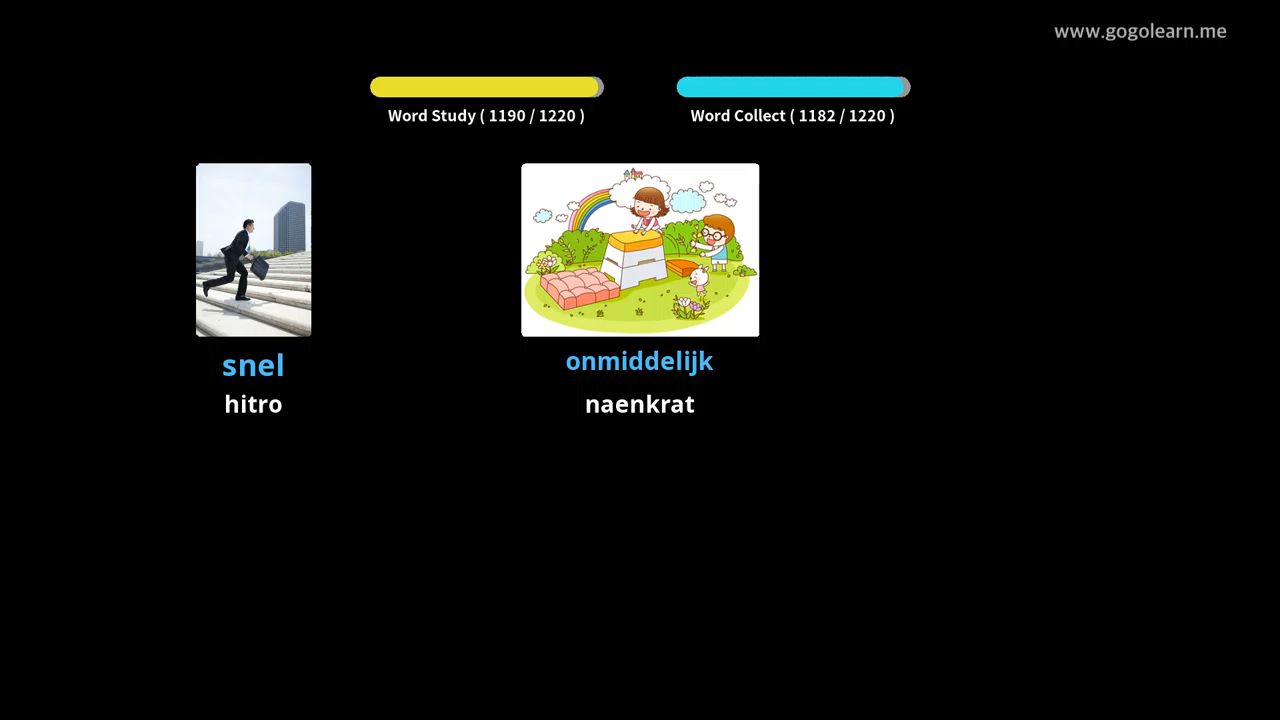 www.gogolearn.me
Word Study ( 1190 / 1220 )
Word Collect ( 1182 / 1220 )
snel
hitro
onmiddelijk
naenkrat